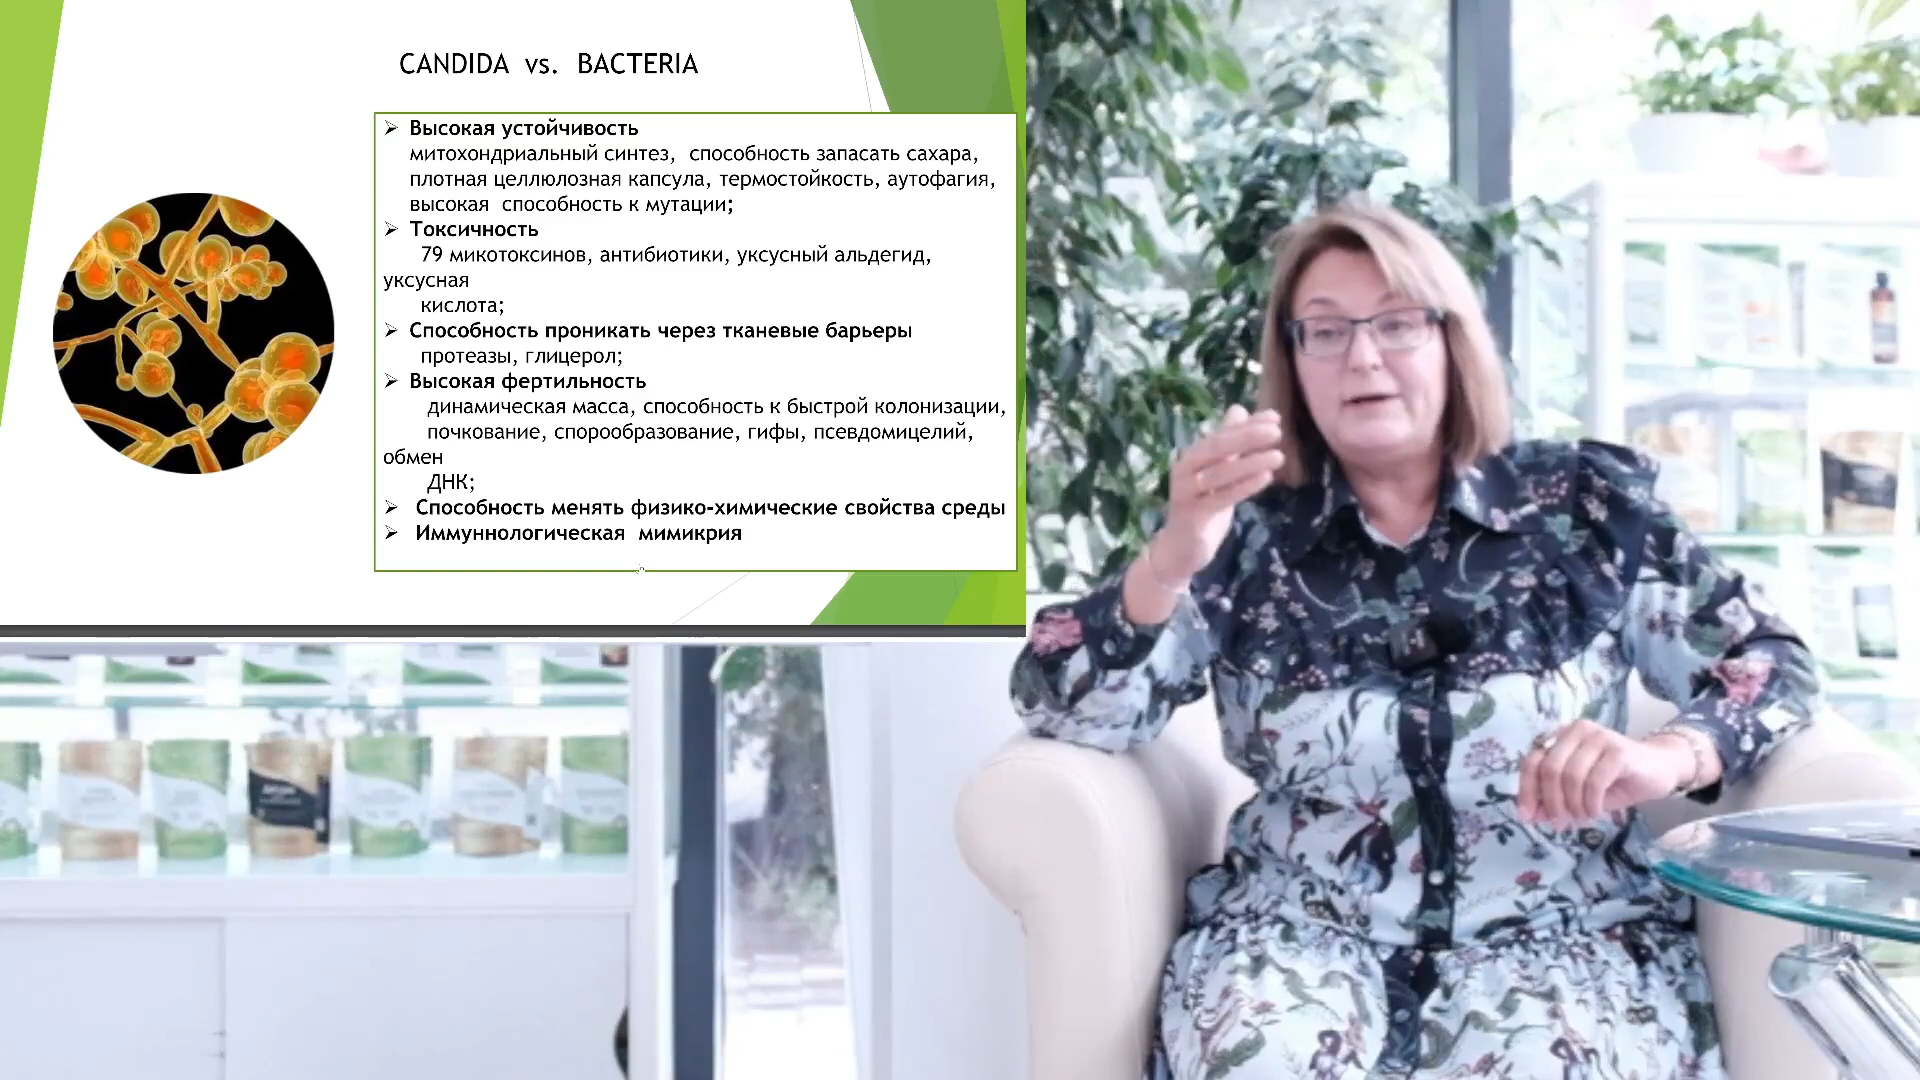 CANDIDA vs. BACTERIA
➢ Высокая устойчивость
митохондриальный синтез, способность запасать сахара,
плотная целлюлозная капсула, термостойкость, аутофагия,
высокая способность к мутации;
➢ Токсичность
79 микотоксинов, антибиотики, уксусный альдегид,
уксусная
кислота;
➢ Способность проникать через тканевые барьеры
протеазы, глицерол;
➢ Высокая фертильность
динамическая масса, способность к быстрой колонизации,
почкование, спорообразование, гифы, псевдомицелий,
обмен
ДНК;
➢ Способность менять физико-химические свойства среды
➢ Иммуннологическая мимикрия